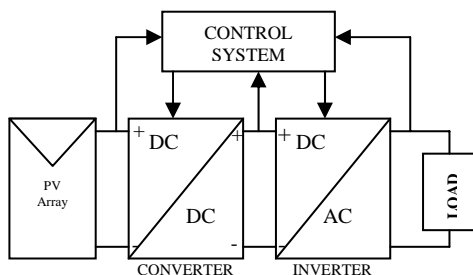 CONTROL
SYSTEM
+ DC + + DC
PV
Array
LOAD
DC AC
- - -
CONVERTER INVERTER